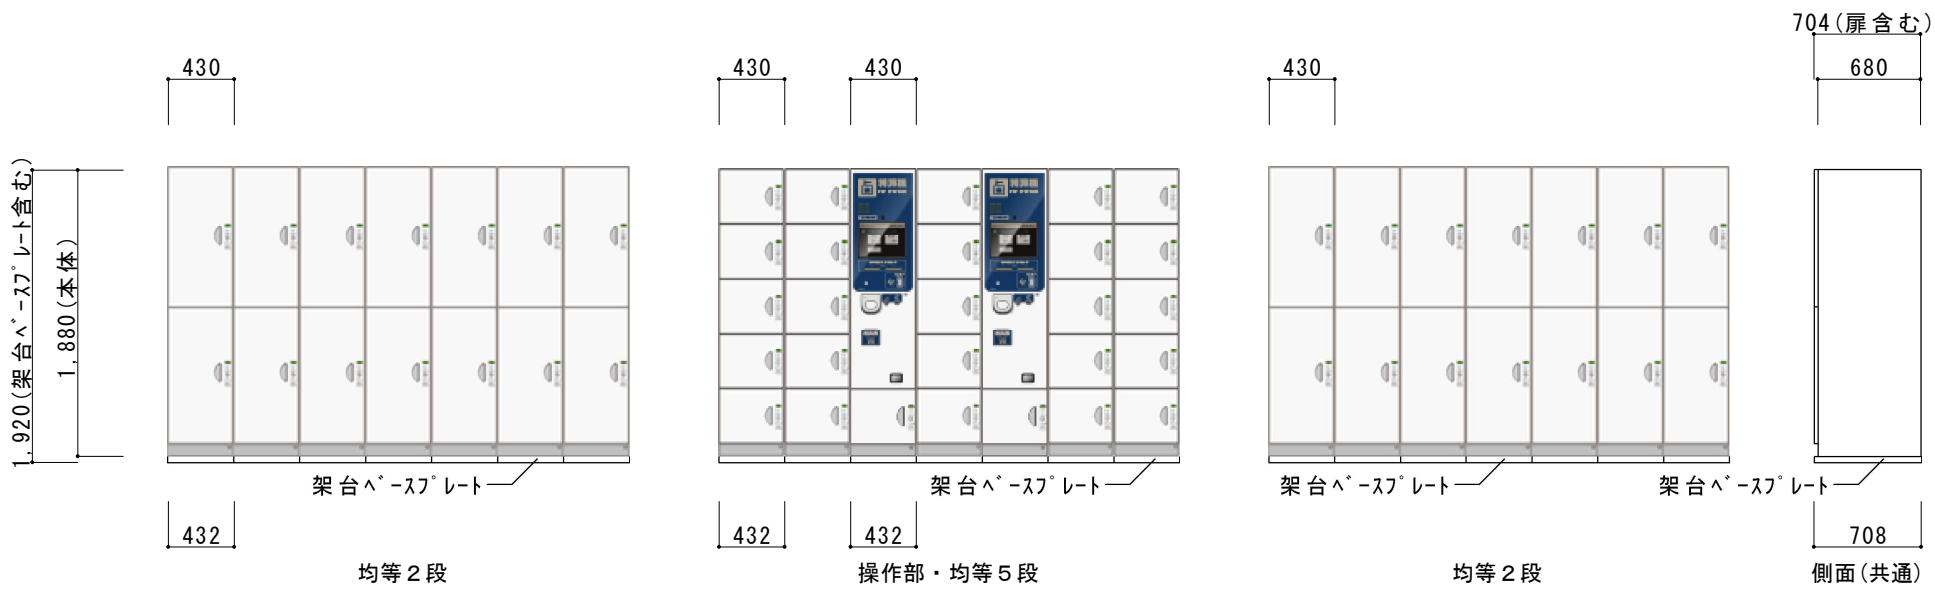 704(扉含む)
430
430
430
430
680
1,920(架台ベースプレート含む)
1,880(本体)
架台ベースプレート
架台ベースプレート
架台ベースプレート
架台ベースプレート
432
432
432
708
均等2段
操作部・均等5段
均等2段
側面(共通)